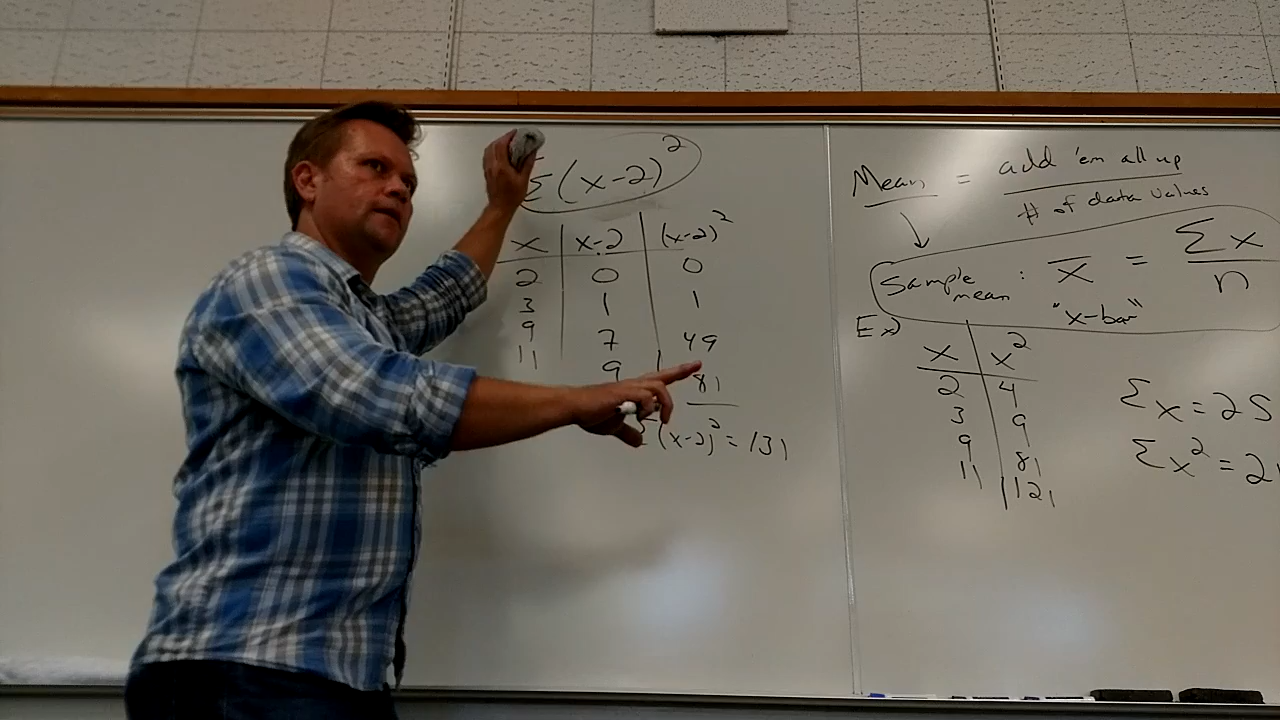 Σ(x-2)²
x | x-2 | (x-2)²
2 | 0 | 0
3 | 1 | 1
9 | 7 | 49
11 | 9 | 81
Σ(x-2)² = 131
Mean = add 'em all up
# of data values
Sample mean : x̄ = Σx / n
"x-bar"
Ex)
x | x²
2 | 4
3 | 9
9 | 81
11 | 121
Σx = 25
Σx² = 2